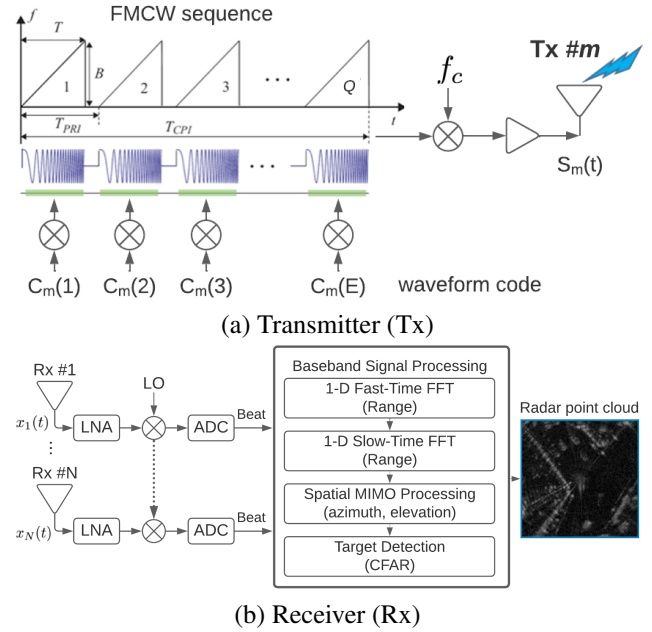 FMCW sequence
f
T
B
1
2
3
...
Q
T_PRI
T_CPI
t
f_c
Tx #m
S_m(t)
...
C_m(1)
C_m(2)
C_m(3)
C_m(E)
waveform code
(a) Transmitter (Tx)
Rx #1
LO
x_1(t)
LNA
ADC
Beat
⋮
Rx #N
x_N(t)
LNA
ADC
Beat
Baseband Signal Processing
1-D Fast-Time FFT
(Range)
1-D Slow-Time FFT
(Range)
Spatial MIMO Processing
(azimuth, elevation)
Target Detection
(CFAR)
Radar point cloud
(b) Receiver (Rx)